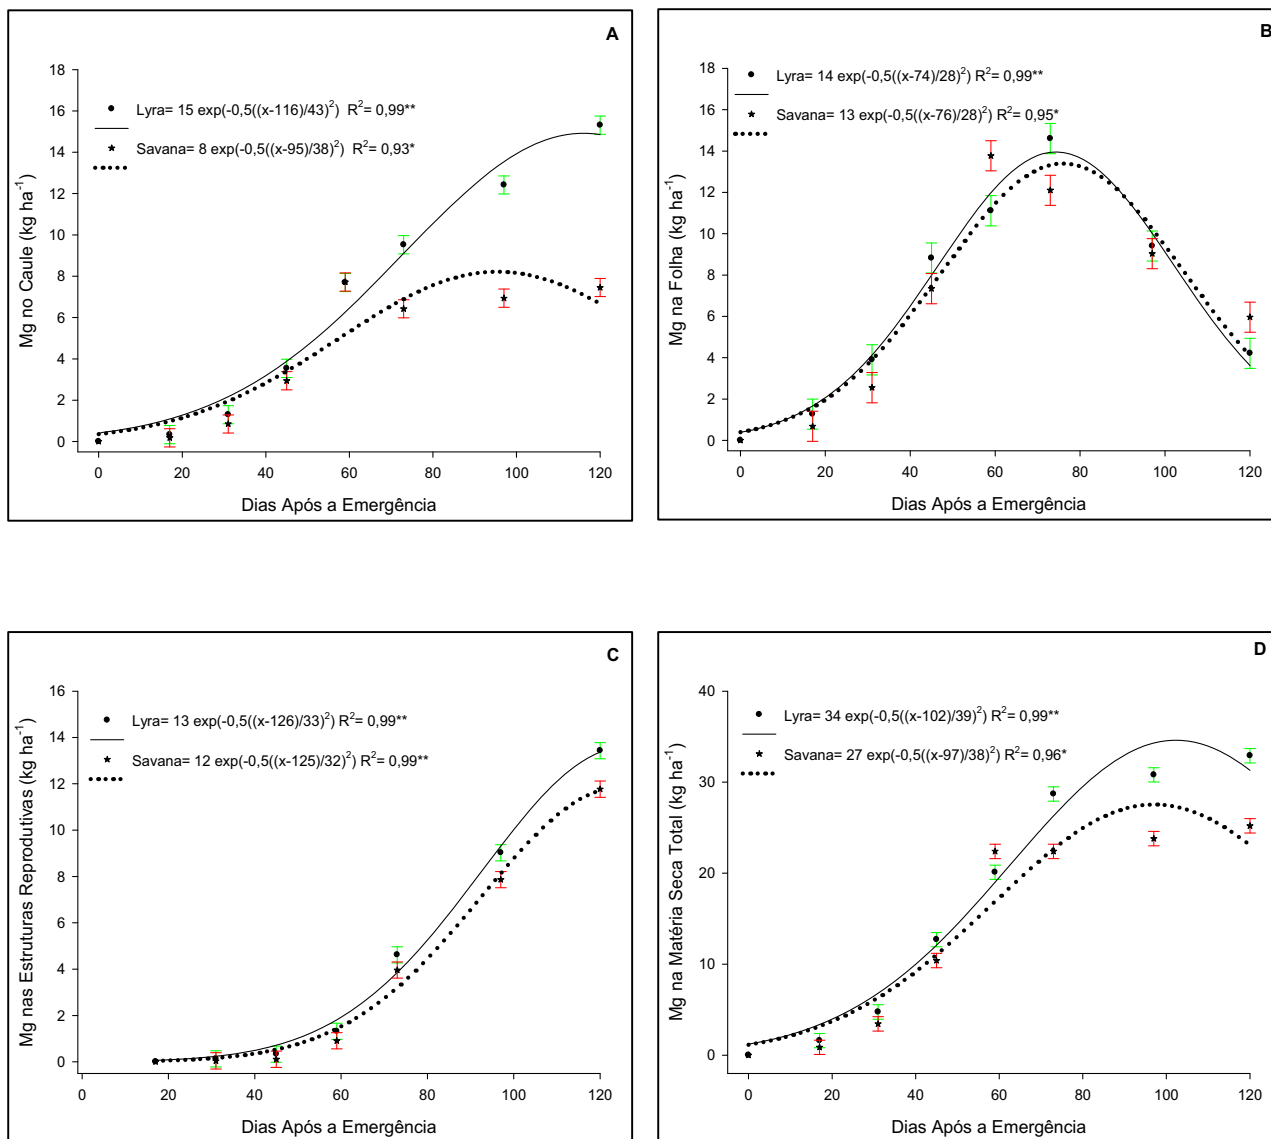 A
Mg no Caule (kg ha⁻¹)
18
16
14
12
10
8
6
4
2
0
Lyra= 15 exp(-0,5((x-116)/43)²) R²= 0,99**
Savana= 8 exp(-0,5((x-95)/38)²) R²= 0,93*
0 20 40 60 80 100 120
Dias Após a Emergência
B
Mg na Folha (kg ha⁻¹)
18
16
14
12
10
8
6
4
2
0
Lyra= 14 exp(-0,5((x-74)/28)²) R²= 0,99**
Savana= 13 exp(-0,5((x-76)/28)²) R²= 0,95*
0 20 40 60 80 100 120
Dias Após a Emergência
C
Mg nas Estruturas Reprodutivas (kg ha⁻¹)
16
14
12
10
8
6
4
2
0
Lyra= 13 exp(-0,5((x-126)/33)²) R²= 0,99**
Savana= 12 exp(-0,5((x-125)/32)²) R²= 0,99**
0 20 40 60 80 100 120
Dias Após a Emergência
D
Mg na Matéria Seca Total (kg ha⁻¹)
40
30
20
10
0
Lyra= 34 exp(-0,5((x-102)/39)²) R²= 0,99**
Savana= 27 exp(-0,5((x-97)/38)²) R²= 0,96*
0 20 40 60 80 100 120
Dias Após a Emergência